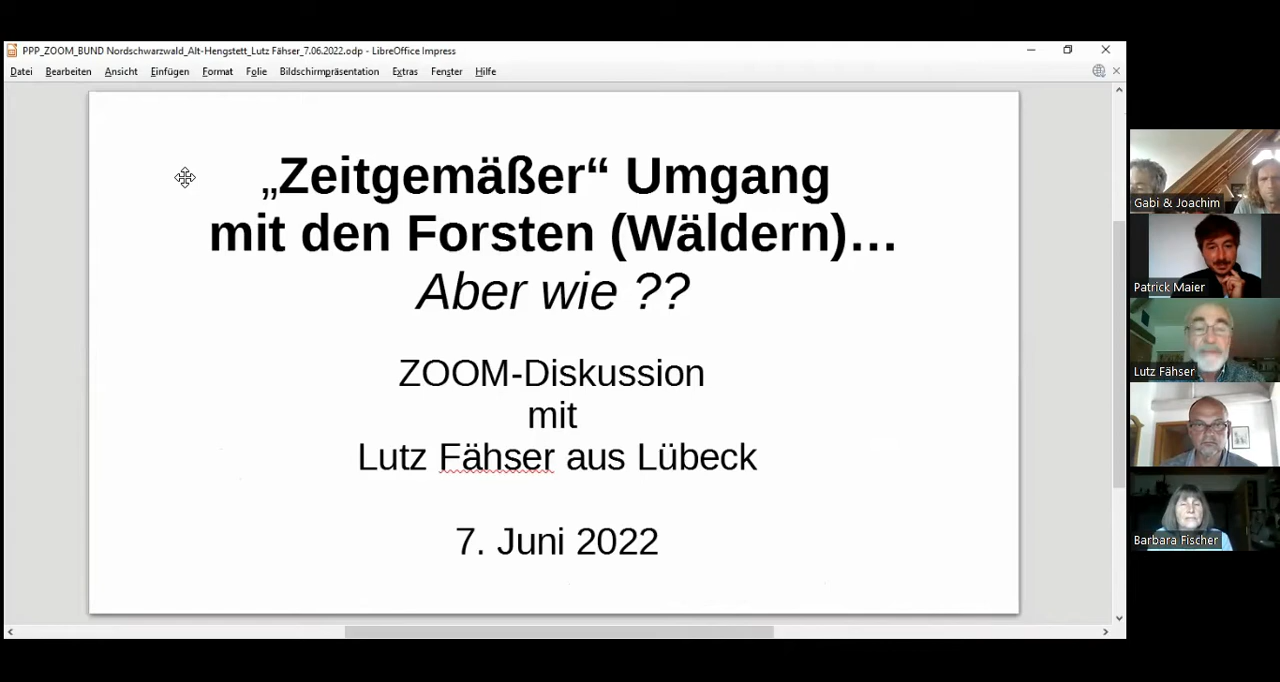 PPP_ZOOM_BUND Nordschwarzwald_Alt-Hengstett_Lutz Fähser_7.06.2022.odp - LibreOffice Impress
Datei Bearbeiten Ansicht Einfügen Format Folie Bildschirmpräsentation Extras Fenster Hilfe
„Zeitgemäßer“ Umgang
mit den Forsten (Wäldern)…
Aber wie ??
ZOOM-Diskussion
mit
Lutz Fähser aus Lübeck
7. Juni 2022
Gabi & Joachim
Patrick Maier
Lutz Fähser
Barbara Fischer